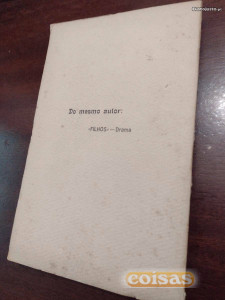 Do mesmo autor:
«FILHOS» — Drama
coisas